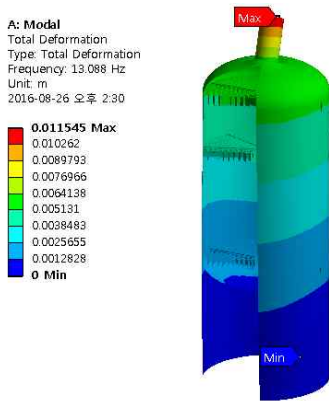 A: Modal
Total Deformation
Type: Total Deformation
Frequency: 13.088 Hz
Unit: m
2016-08-26 오후 2:30
0.011545 Max
0.010262
0.0089793
0.0076966
0.0064138
0.005131
0.0038483
0.0025655
0.0012828
0 Min
Max
Min